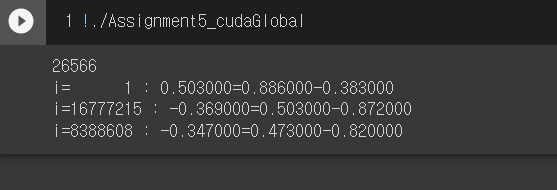 1 !./Assignment5_cudaGlobal
26566
i=      1 : 0.503000=0.886000-0.383000
i=16777215 : -0.369000=0.503000-0.872000
i=8388608 : -0.347000=0.473000-0.820000